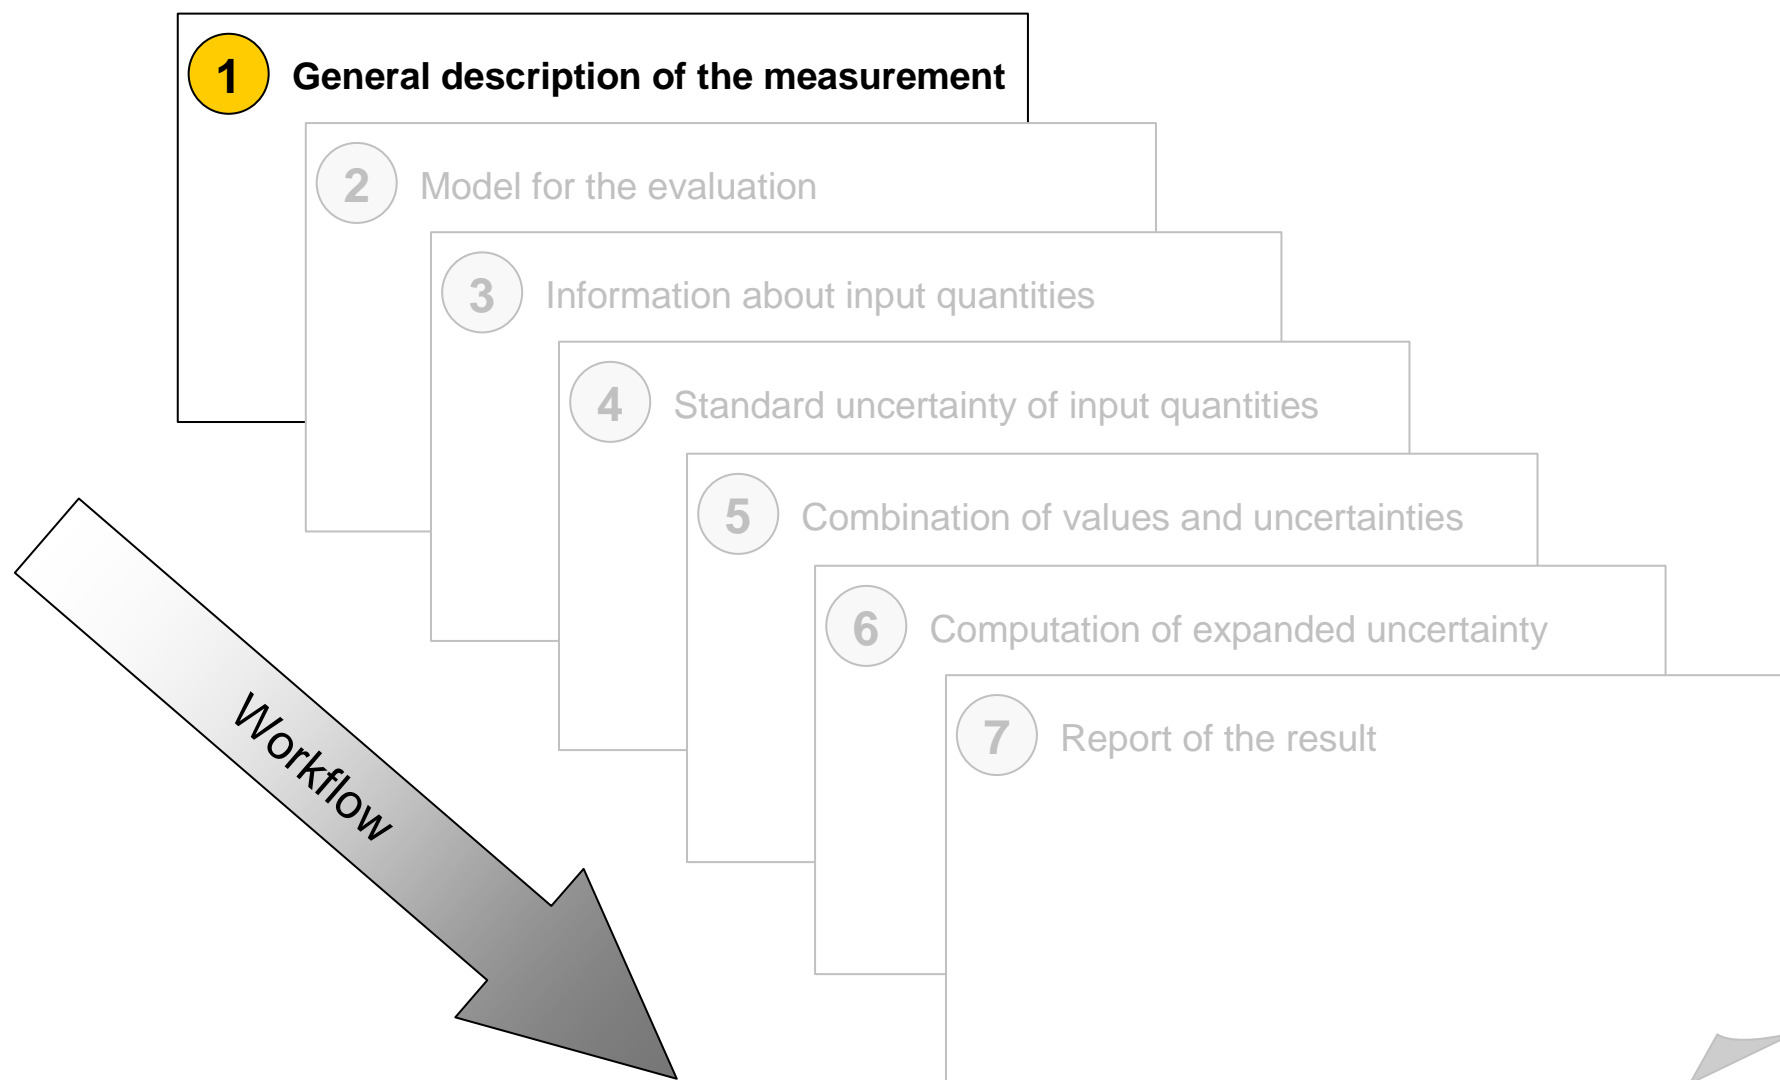 1 General description of the measurement
2 Model for the evaluation
3 Information about input quantities
4 Standard uncertainty of input quantities
5 Combination of values and uncertainties
6 Computation of expanded uncertainty
7 Report of the result
Workflow